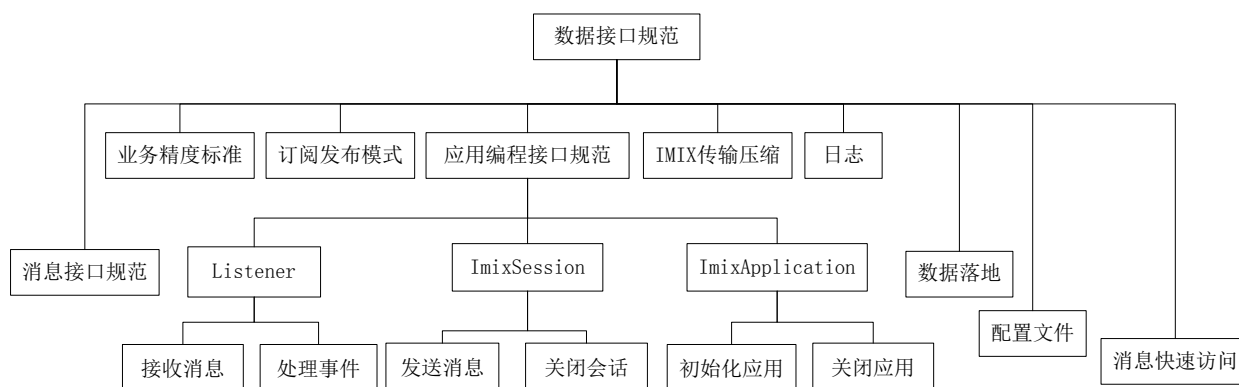 数据接口规范
业务精度标准
订阅发布模式
应用编程接口规范
IMIX传输压缩
日志
消息接口规范
Listener
ImixSession
ImixApplication
数据落地
配置文件
接收消息
处理事件
发送消息
关闭会话
初始化应用
关闭应用
消息快速访问